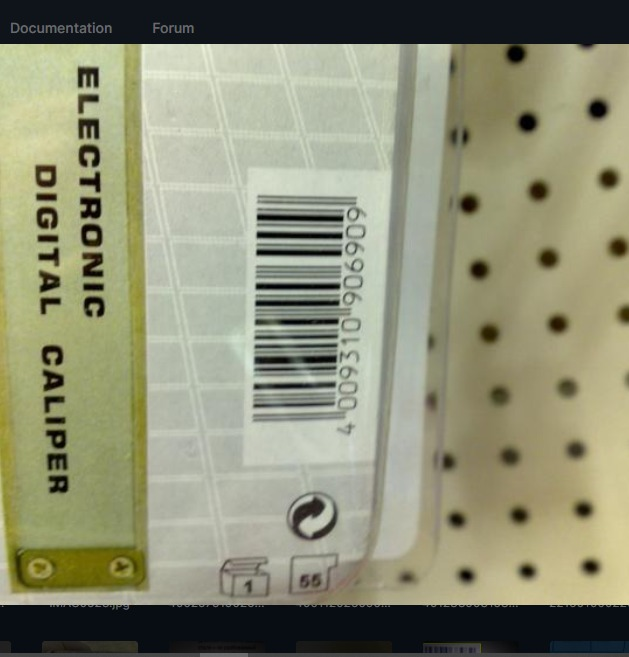 Documentation Forum
ELECTRONIC
DIGITAL CALIPER
4 009310 906909
1
55